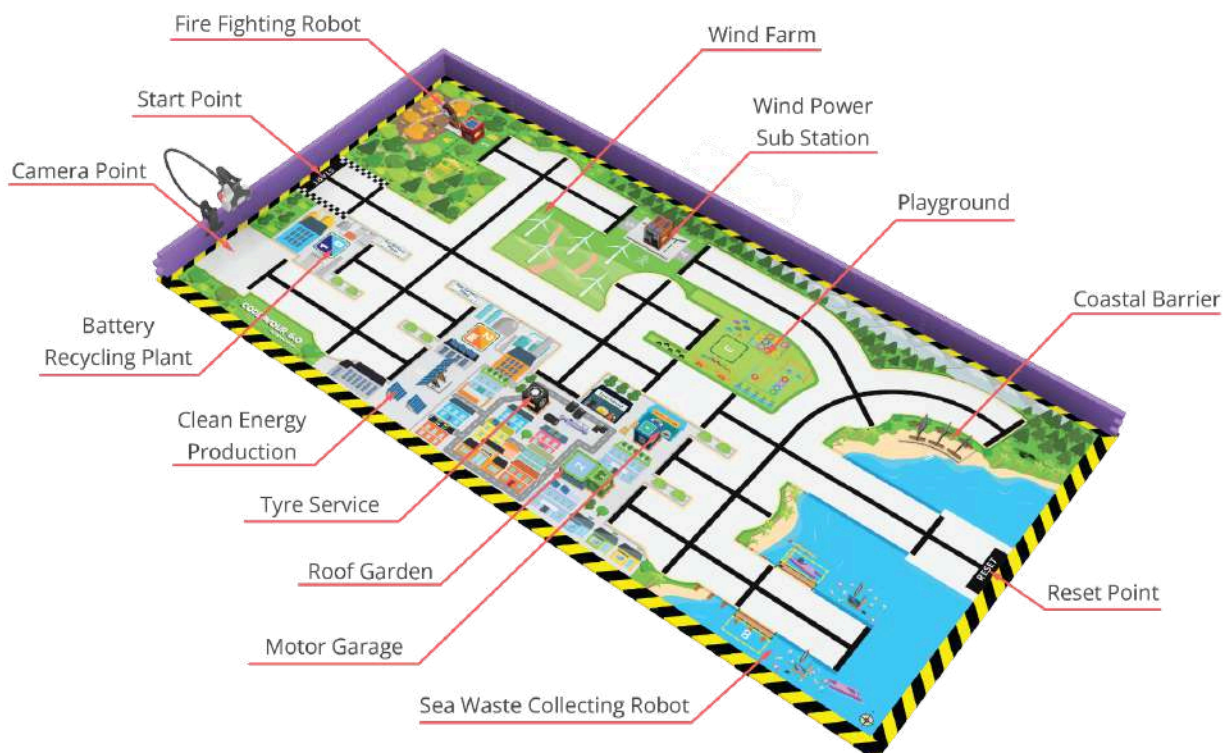 Fire Fighting Robot
Wind Farm
Start Point
Wind Power
Sub Station
Camera Point
Playground
START
Coastal Barrier
Battery
Recycling Plant
Clean Energy
Production
Tyre Service
Roof Garden
RESET
Reset Point
Motor Garage
8
Sea Waste Collecting Robot